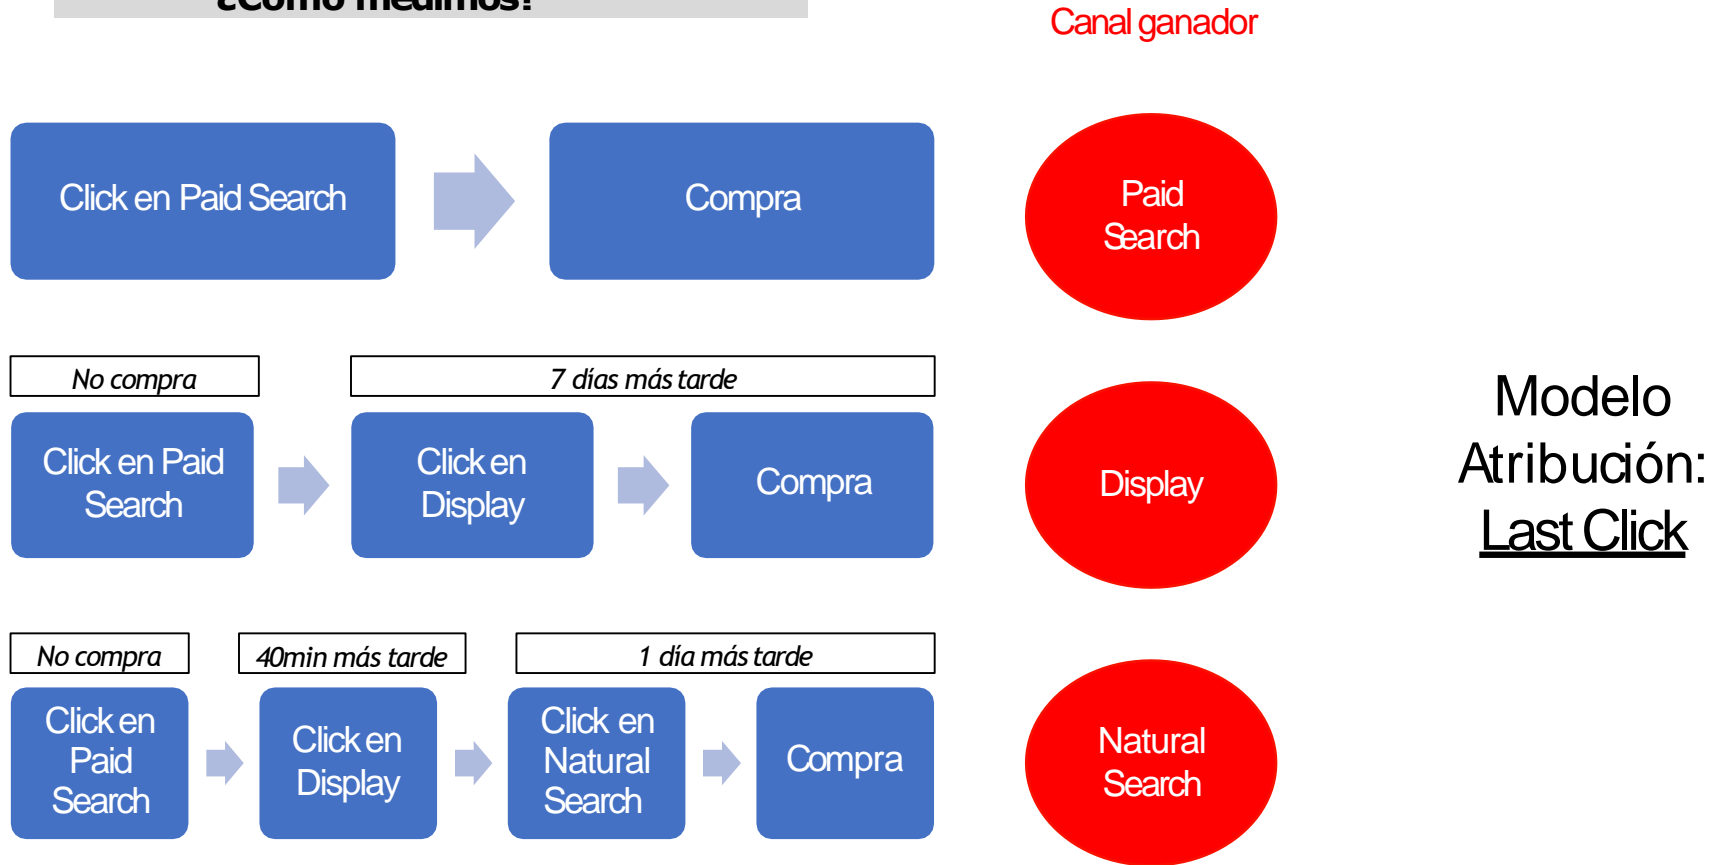 ¿Cómo medimos?
Canal ganador
Click en Paid Search
Compra
Paid
Search
No compra
7 días más tarde
Click en Paid
Search
Click en
Display
Compra
Display
Modelo
Atribución:
Last Click
No compra
40min más tarde
1 día más tarde
Click en
Paid
Search
Click en
Display
Click en
Natural
Search
Compra
Natural
Search